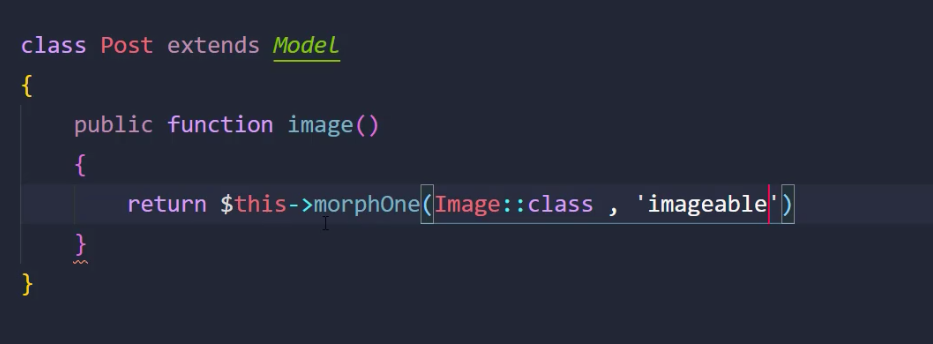 class Post extends Model
{
    public function image()
    {
        return $this->morphOne(Image::class , 'imageable')
    }
}